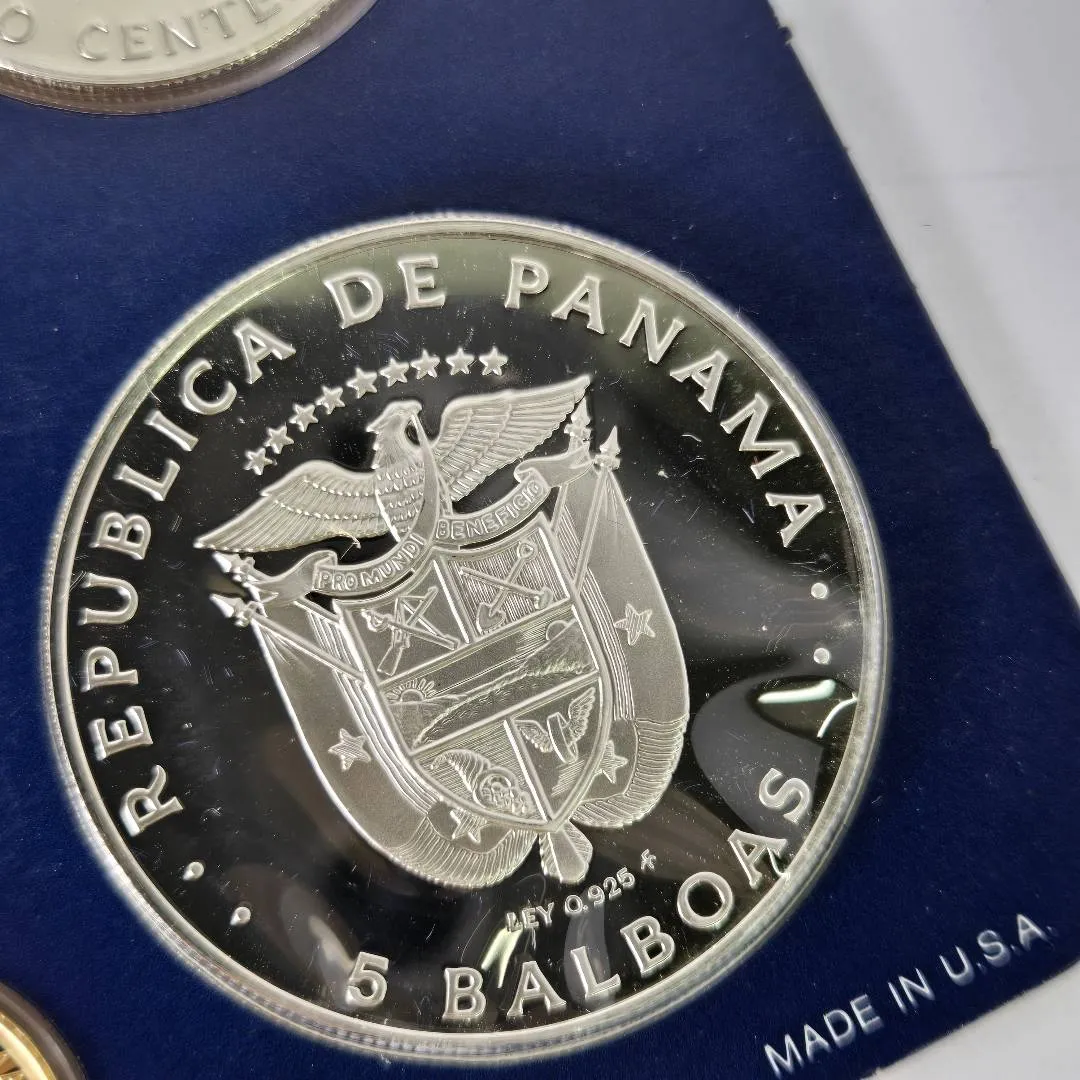 O CENTE
REPUBLICA DE PANAMA
PRO MUNDI BENEFICIO
LEY 0.925
5 BALBOAS
MADE IN U.S.A.